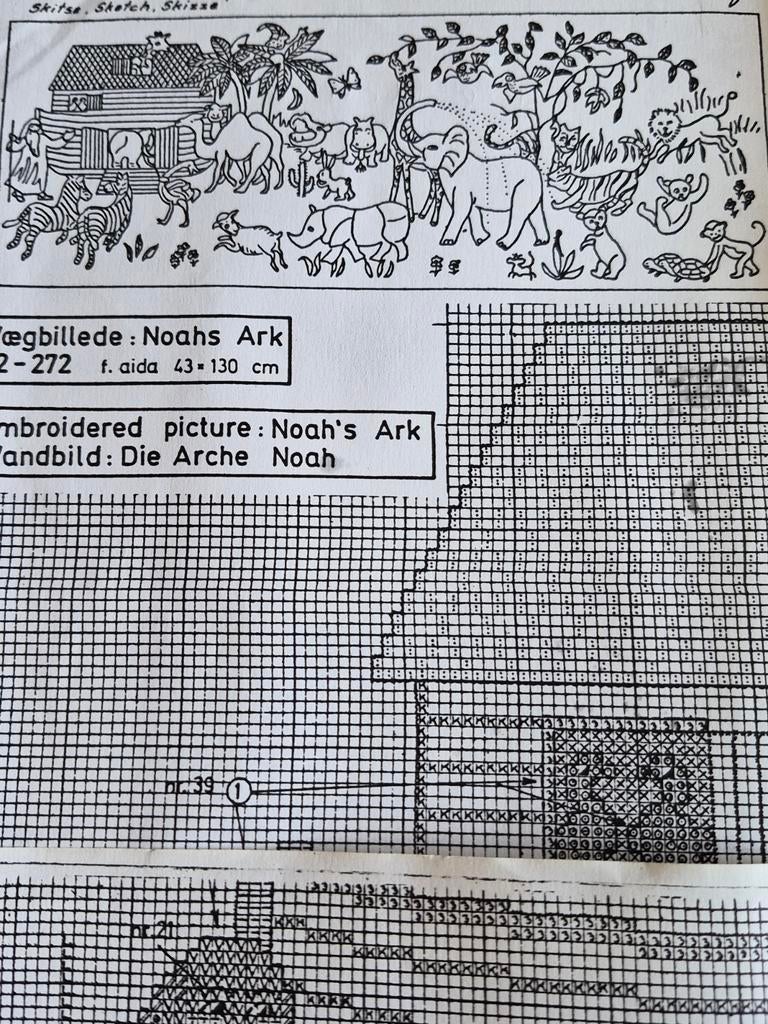 Skitse, Sketch, Skizze
ægbillede : Noahs Ark
2-272 f. aida 43 × 130 cm
mbroidered picture : Noah's Ark
andbild : Die Arche Noah
nr. 39 1
nr. 21